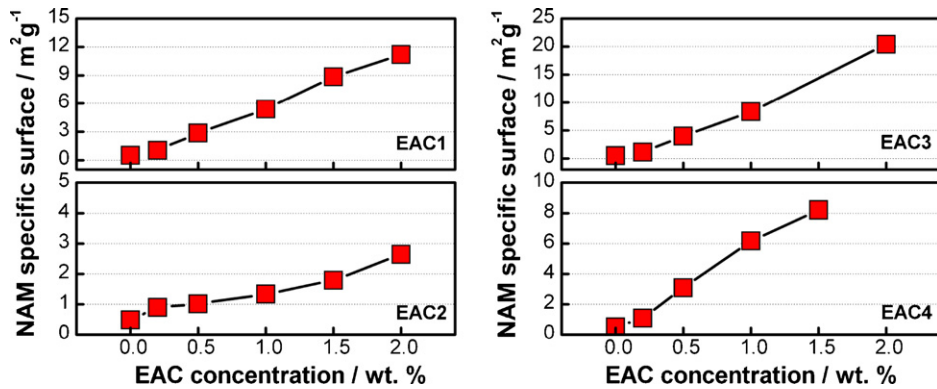 NAM specific surface / m²g⁻¹
15
12
9
6
3
0
EAC1
5
4
3
2
1
0
EAC2
0.0 0.5 1.0 1.5 2.0
EAC concentration / wt. %
NAM specific surface / m²g⁻¹
25
20
15
10
5
0
EAC3
10
8
6
4
2
0
EAC4
0.0 0.5 1.0 1.5 2.0
EAC concentration / wt. %